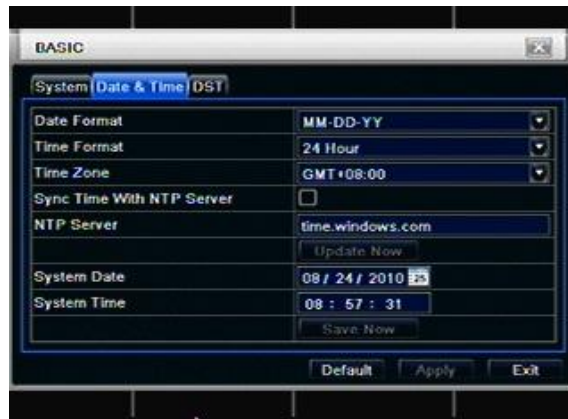 BASIC
System Date & Time DST
Date Format MM-DD-YY
Time Format 24 Hour
Time Zone GMT+08:00
Sync Time With NTP Server
NTP Server time.windows.com
Update Now
System Date 08 / 24 / 2010 25
System Time 08 : 57 : 31
Save Now
Default Apply Exit